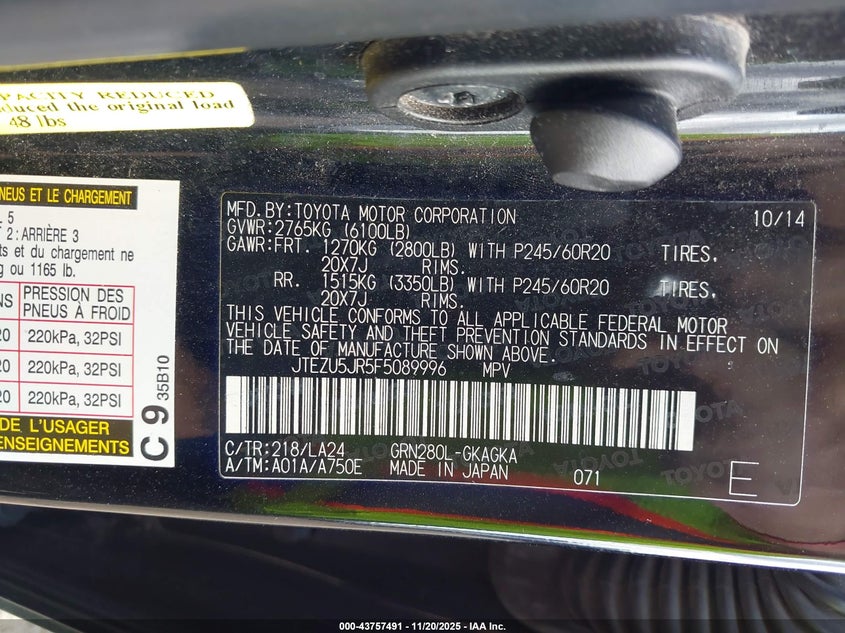 PACITY REDUCED
duced the original load
48 lbs
NEUS ET LE CHARGEMENT
5
2:ARRIÈRE 3
ts et du chargement ne
g ou 1165 lb.
PRESSION DES
PNEUS À FROID
20 220kPa, 32PSI
20 220kPa, 32PSI
20 220kPa, 32PSI
DE L'USAGER
ENSEIGNEMENTS
C 9 35B10
MFD.BY:TOYOTA MOTOR CORPORATION 10/14
GVWR:2765KG (6100LB)
GAWR:FRT. 1270KG (2800LB) WITH P245/60R20 TIRES.
20X7J RIMS.
RR. 1515KG (3350LB) WITH P245/60R20 TIRES.
20X7J RIMS.
THIS VEHICLE CONFORMS TO ALL APPLICABLE FEDERAL MOTOR
VEHICLE SAFETY AND THEFT PREVENTION STANDARDS IN EFFECT ON
THE DATE OF MANUFACTURE SHOWN ABOVE.
JTEZU5JR5F5089996 MPV
C/TR:218/LA24 GRN280L-GKAGKA
A/TM:A01A/A750E MADE IN JAPAN 071 E
000-43757491 - 11/20/2025 - IAA, Inc.